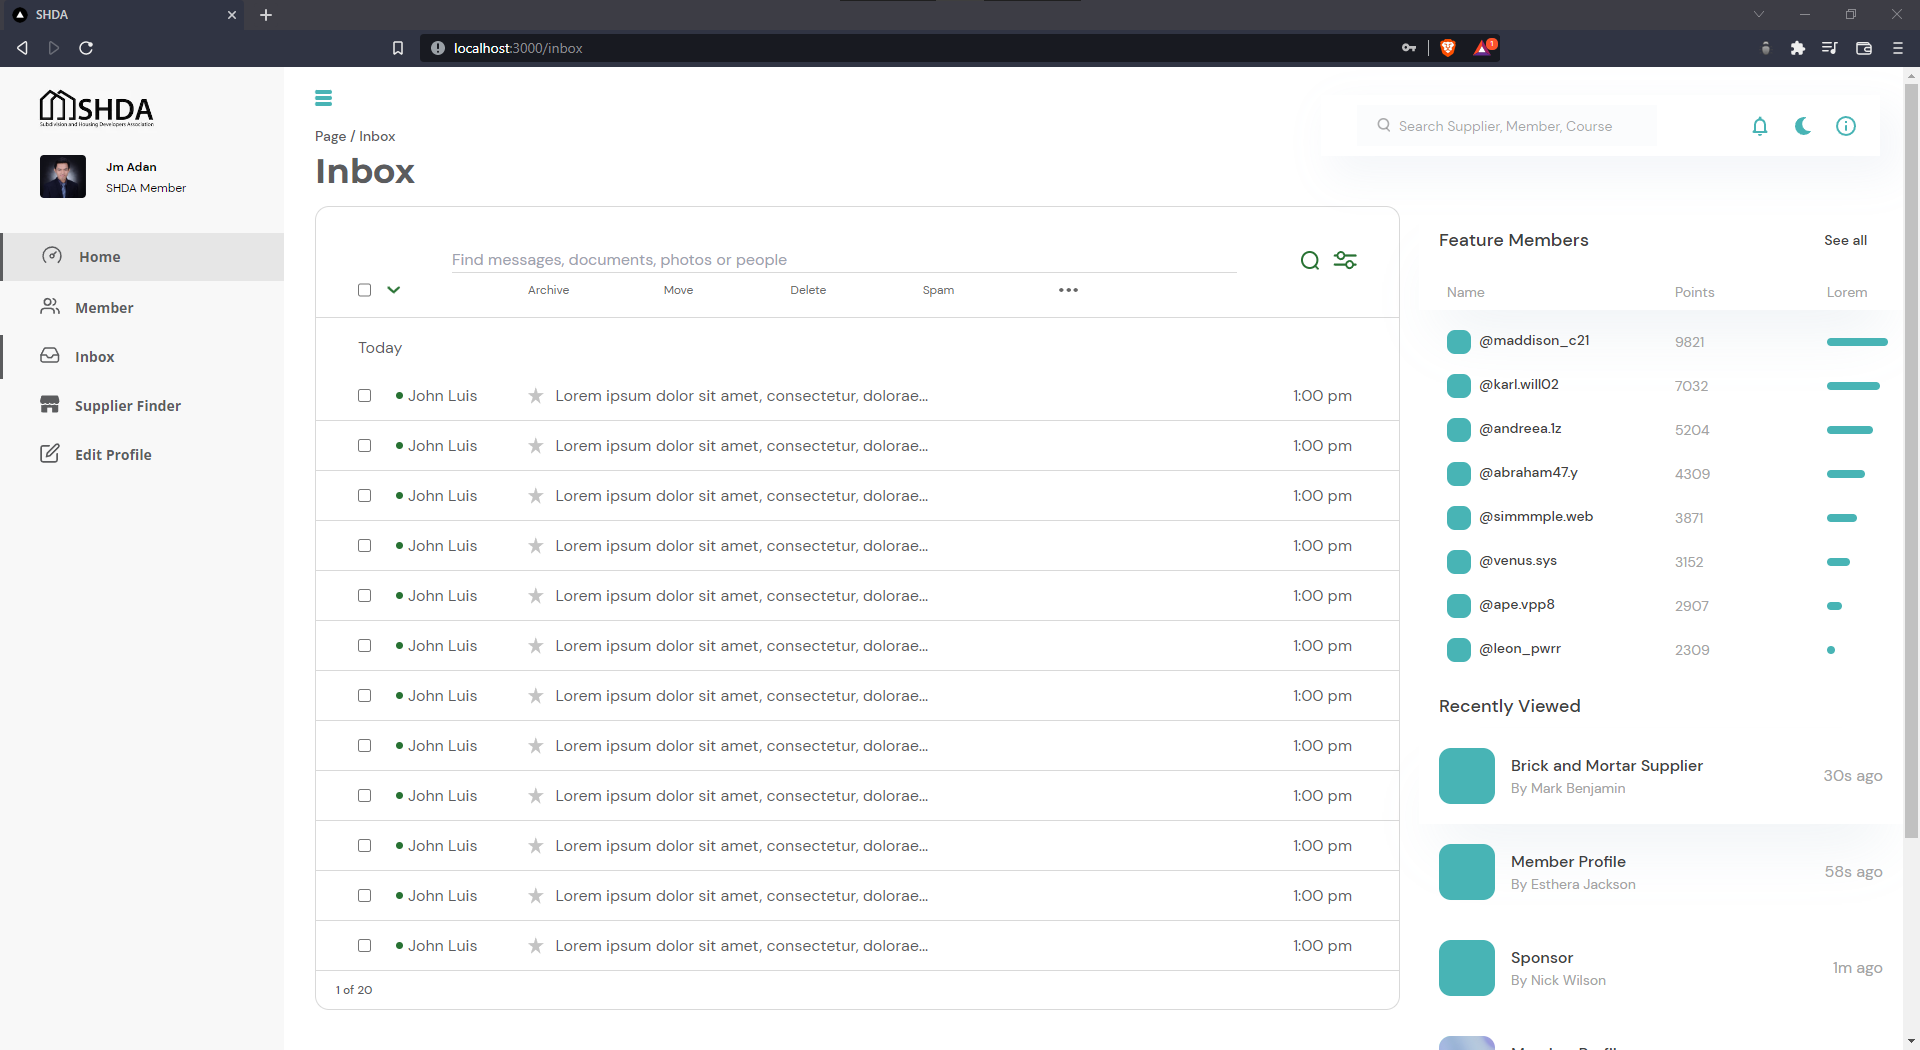 SHDA
localhost:3000/inbox
1
SHDA
Subdivision and Housing Developers Association
Jm Adan
SHDA Member
Home
Member
Inbox
Supplier Finder
Edit Profile
Page / Inbox
Inbox
Search Supplier, Member, Course
Find messages, documents, photos or people
Archive Move Delete Spam
Today
John Luis Lorem ipsum dolor sit amet, consectetur, dolorae... 1:00 pm
John Luis Lorem ipsum dolor sit amet, consectetur, dolorae... 1:00 pm
John Luis Lorem ipsum dolor sit amet, consectetur, dolorae... 1:00 pm
John Luis Lorem ipsum dolor sit amet, consectetur, dolorae... 1:00 pm
John Luis Lorem ipsum dolor sit amet, consectetur, dolorae... 1:00 pm
John Luis Lorem ipsum dolor sit amet, consectetur, dolorae... 1:00 pm
John Luis Lorem ipsum dolor sit amet, consectetur, dolorae... 1:00 pm
John Luis Lorem ipsum dolor sit amet, consectetur, dolorae... 1:00 pm
John Luis Lorem ipsum dolor sit amet, consectetur, dolorae... 1:00 pm
John Luis Lorem ipsum dolor sit amet, consectetur, dolorae... 1:00 pm
John Luis Lorem ipsum dolor sit amet, consectetur, dolorae... 1:00 pm
John Luis Lorem ipsum dolor sit amet, consectetur, dolorae... 1:00 pm
1 of 20
Feature Members See all
Name Points Lorem
@maddison_c21 9821
@karl.will02 7032
@andreea.1z 5204
@abraham47.y 4309
@simmmple.web 3871
@venus.sys 3152
@ape.vpp8 2907
@leon_pwrr 2309
Recently Viewed
Brick and Mortar Supplier
By Mark Benjamin 30s ago
Member Profile
By Esthera Jackson 58s ago
Sponsor
By Nick Wilson 1m ago